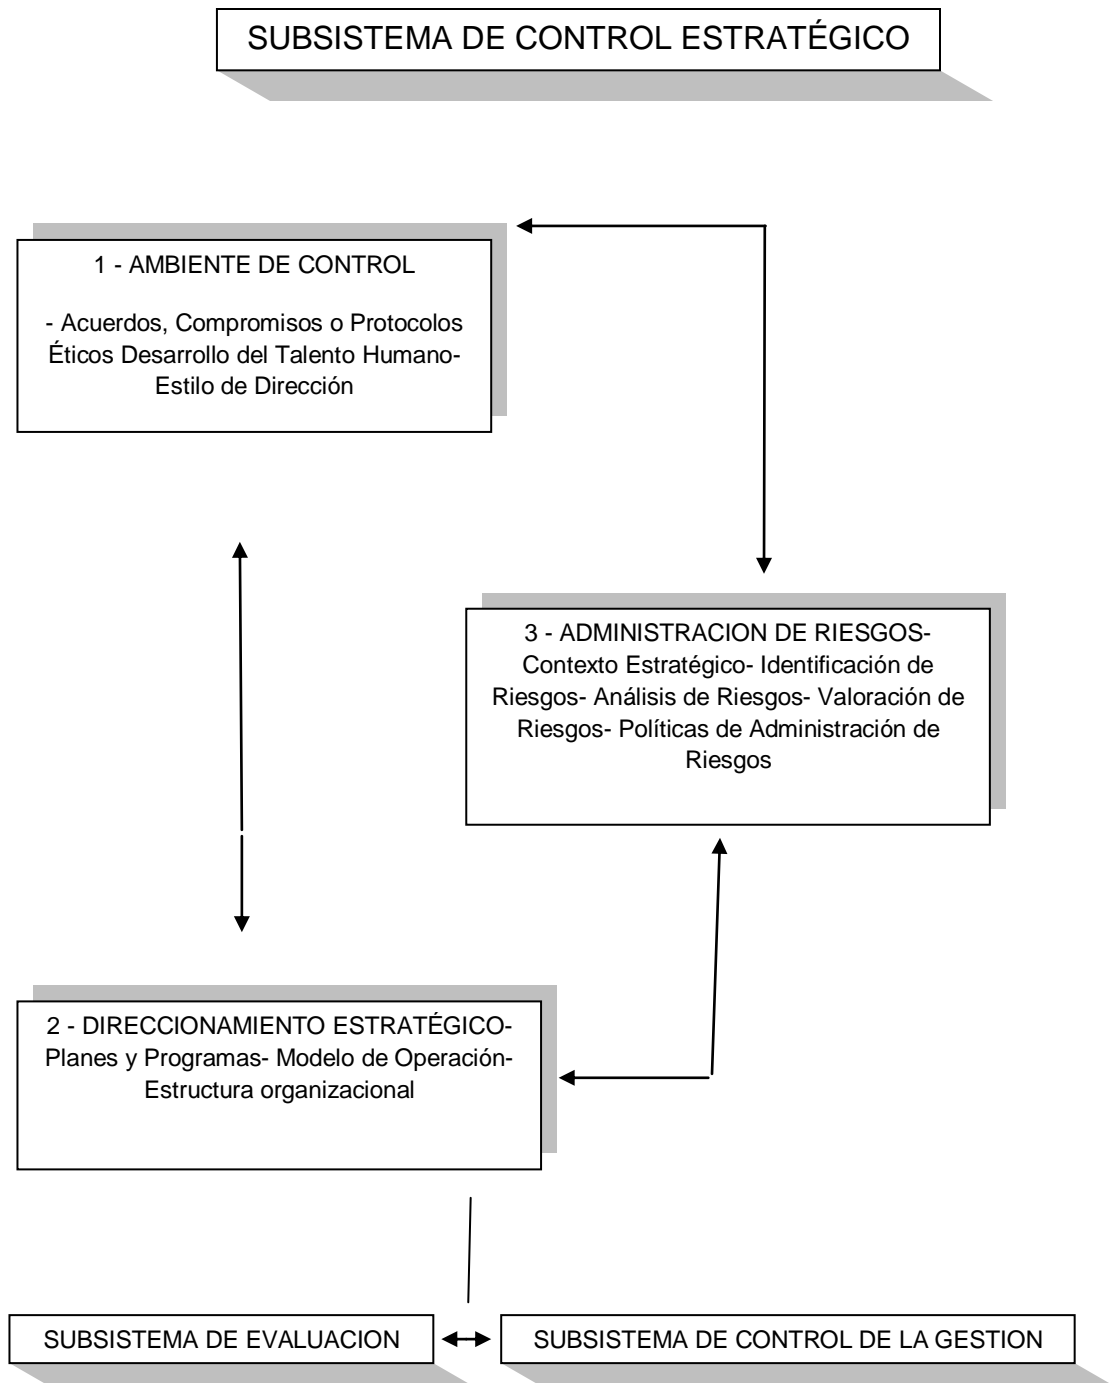 SUBSISTEMA DE CONTROL ESTRATÉGICO
1 - AMBIENTE DE CONTROL
- Acuerdos, Compromisos o Protocolos
Éticos Desarrollo del Talento Humano-
Estilo de Dirección
3 - ADMINISTRACION DE RIESGOS-
Contexto Estratégico- Identificación de
Riesgos- Análisis de Riesgos- Valoración de
Riesgos- Políticas de Administración de
Riesgos
2 - DIRECCIONAMIENTO ESTRATÉGICO-
Planes y Programas- Modelo de Operación-
Estructura organizacional
SUBSISTEMA DE EVALUACION
SUBSISTEMA DE CONTROL DE LA GESTION